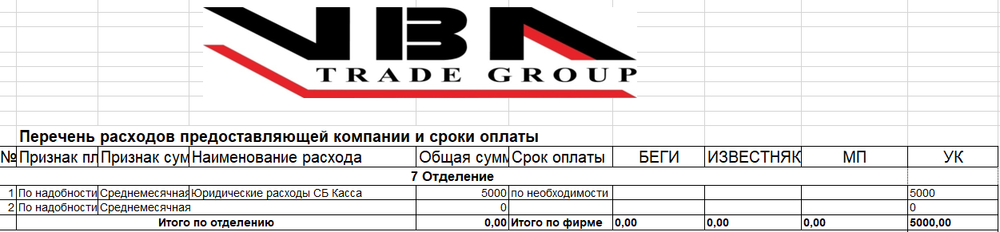 VBA
TRADE GROUP
Перечень расходов предоставляющей компании и сроки оплаты
№ Признак пл Признак сум Наименование расхода Общая сумм Срок оплаты БЕГИ ИЗВЕСТНЯК МП УК
7 Отделение
1 По надобности Среднемесячная Юридические расходы СБ Касса 5000 по необходимости 5000
2 По надобности Среднемесячная 0 0
Итого по отделению 0,00 Итого по фирме 0,00 0,00 0,00 5000,00